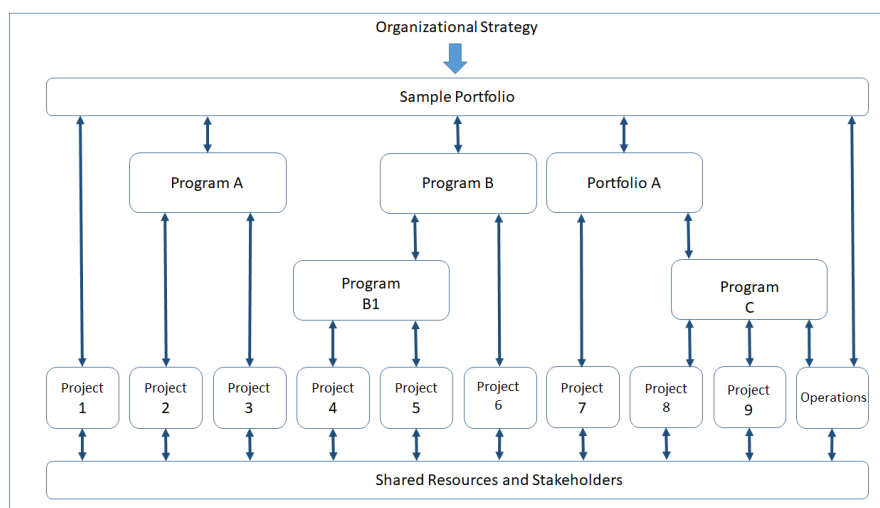 Organizational Strategy
Sample Portfolio
Program A
Program B
Portfolio A
Program
B1
Program
C
Project
1
Project
2
Project
3
Project
4
Project
5
Project
6
Project
7
Project
8
Project
9
Operations
Shared Resources and Stakeholders